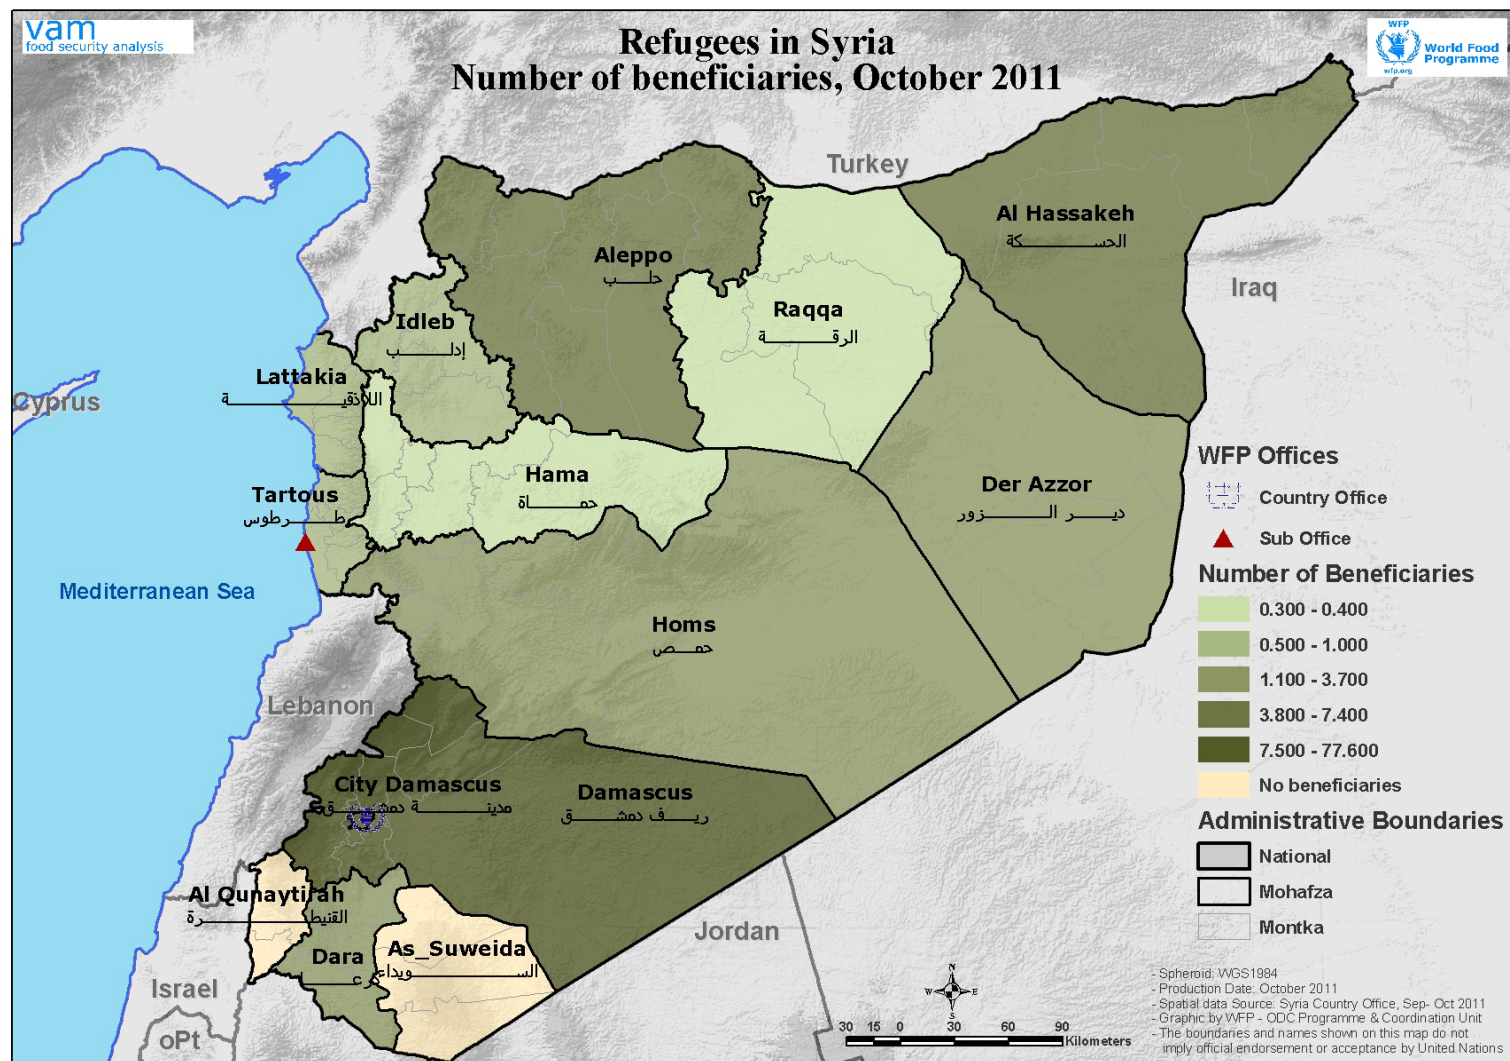 vam
food security analysis
Refugees in Syria
Number of beneficiaries, October 2011
WFP
World Food
Programme
wfp.org
Turkey
Al Hassakeh
الحسكة
Aleppo
حلب
Iraq
Raqqa
الرقة
Idleb
إدلب
Lattakia
اللاذقية
Cyprus
Hama
حماة
Der Azzor
دير الزور
Tartous
طرطوس
Mediterranean Sea
Homs
حمص
Lebanon
City Damascus
مدينة دمشق
Damascus
ريف دمشق
Al Qunaytirah
القنيطرة
Dara
درعا
As_Suweida
السويداء
Jordan
Israel
oPt
WFP Offices
Country Office
Sub Office
Number of Beneficiaries
0.300 - 0.400
0.500 - 1.000
1.100 - 3.700
3.800 - 7.400
7.500 - 77.600
No beneficiaries
Administrative Boundaries
National
Mohafza
Montka
N
W E
S
30 15 0 30 60 90
Kilometers
- Spheroid: WGS1984
- Production Date: October 2011
- Spatial data Source: Syria Country Office, Sep- Oct 2011
- Graphic by WFP - ODC Programme & Coordination Unit
- The boundaries and names shown on this map do not
imply official endorsement or acceptance by United Nations